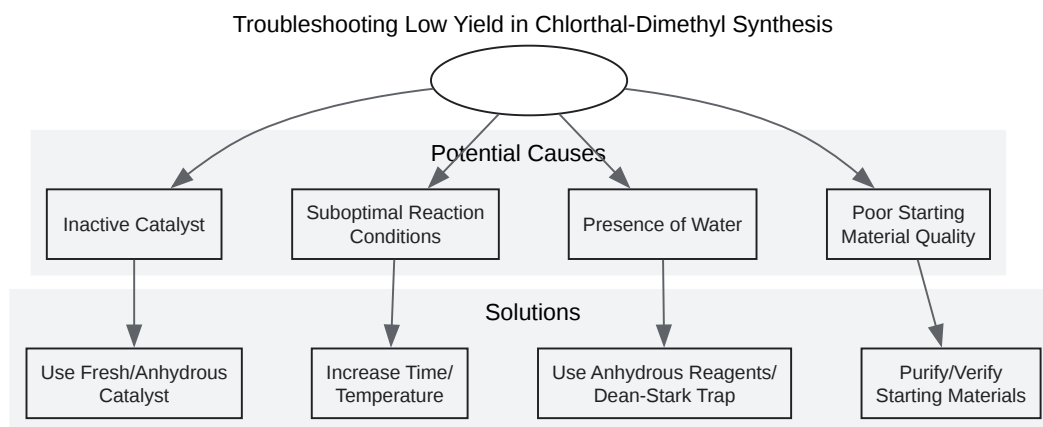 Troubleshooting Low Yield in Chlorthal-Dimethyl Synthesis
Potential Causes
Inactive Catalyst
Suboptimal Reaction
Conditions
Presence of Water
Poor Starting
Material Quality
Solutions
Use Fresh/Anhydrous
Catalyst
Increase Time/
Temperature
Use Anhydrous Reagents/
Dean-Stark Trap
Purify/Verify
Starting Materials